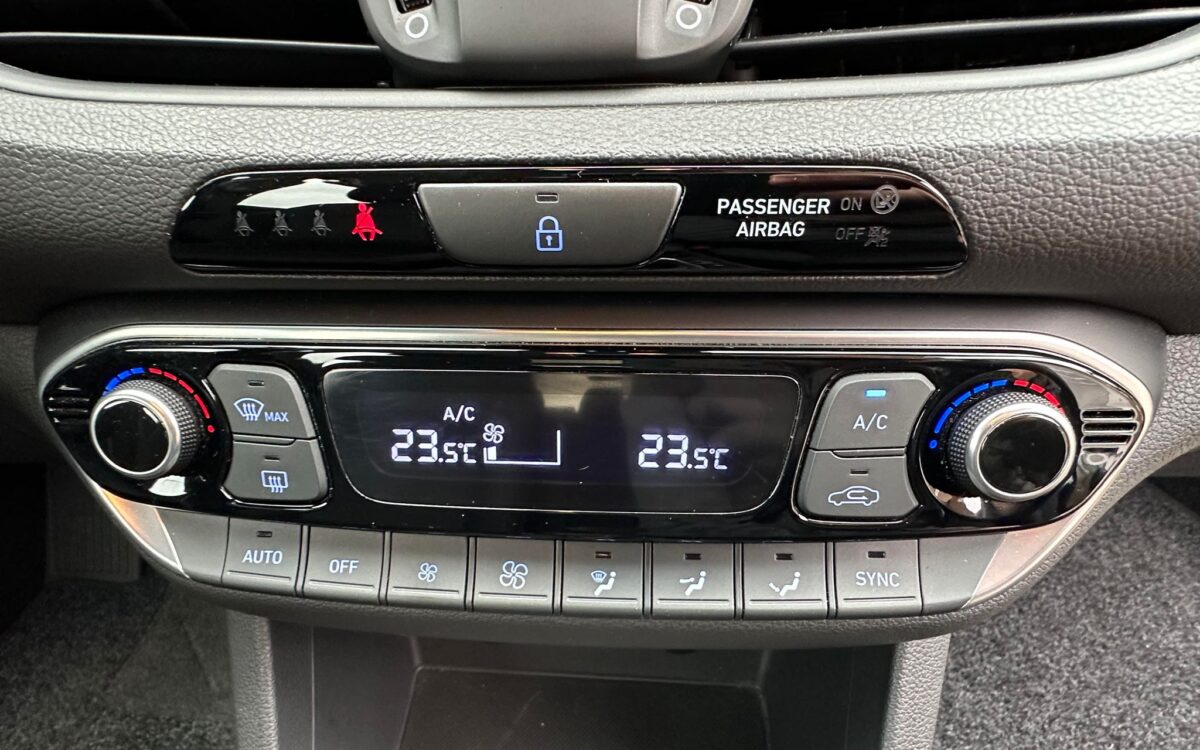 PASSENGER ON
AIRBAG OFF
MAX
A/C
23.5°C
23.5°C
A/C
AUTO
OFF
SYNC